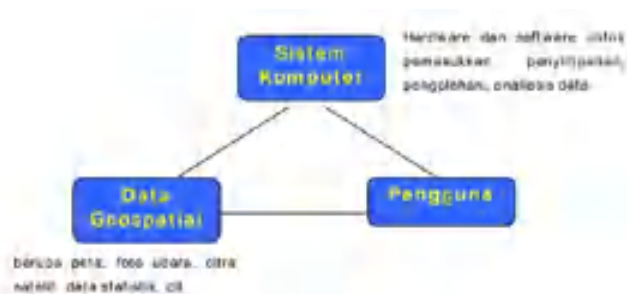 Sistem
Komputer
Hardware dan software untuk
pemasukkan penyimpanan,
pengolahan, analisis data
Data
Geospatial
Pengguna
berupa peta, foto udara, citra
satelit, data statistik, dll